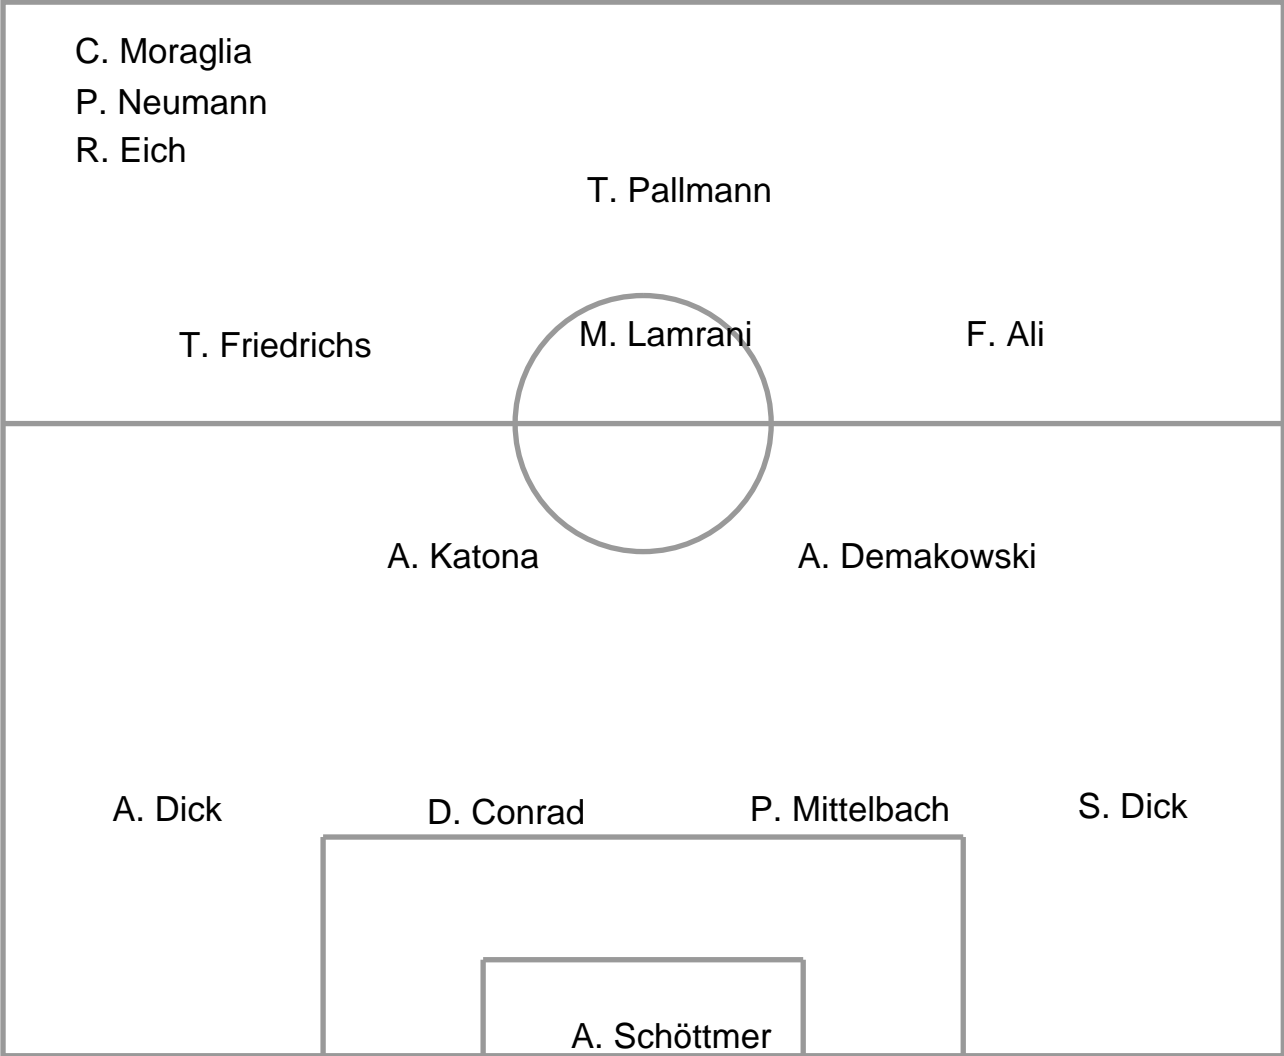 C. Moraglia
P. Neumann
R. Eich
T. Pallmann
T. Friedrichs
M. Lamrani
F. Ali
A. Katona
A. Demakowski
A. Dick
D. Conrad
P. Mittelbach
S. Dick
A. Schöttmer